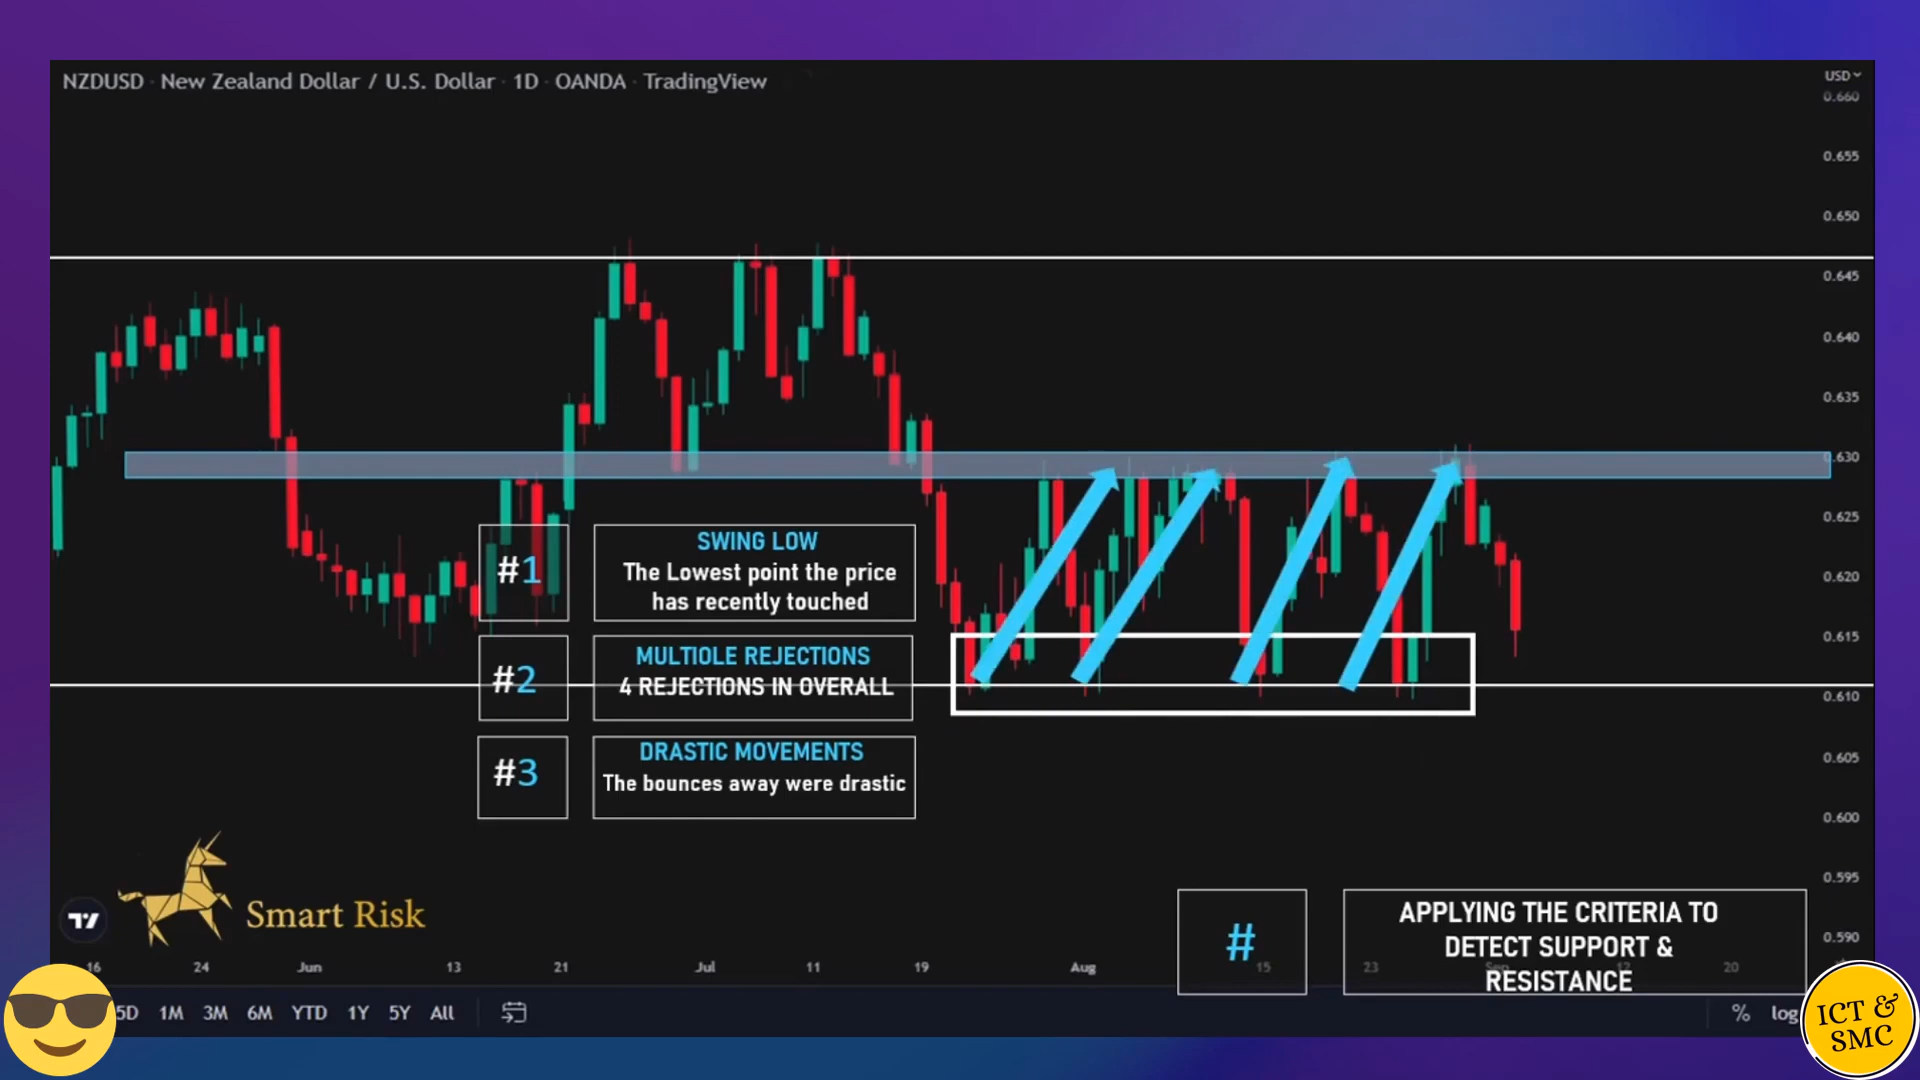 NZDUSD · New Zealand Dollar / U.S. Dollar · 1D · OANDA · TradingView
USD
0.660
0.655
0.650
0.645
0.640
0.635
0.630
0.625
0.620
0.615
0.610
0.605
0.600
0.595
0.590
#1
SWING LOW
The Lowest point the price
has recently touched
#2
MULTIOLE REJECTIONS
4 REJECTIONS IN OVERALL
#3
DRASTIC MOVEMENTS
The bounces away were drastic
Smart Risk
#
APPLYING THE CRITERIA TO
DETECT SUPPORT &
RESISTANCE
16 24 Jun 13 21 Jul 11 19 Aug 15 23 Sep 12 20
5D 1M 3M 6M YTD 1Y 5Y All
% log
ICT &
SMC